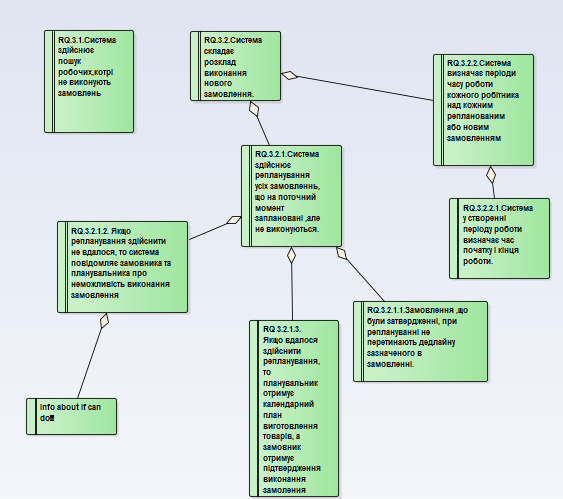 RQ.3.1.Система
здійснює
пошук
робочих,котрі
не виконують
замовлень
RQ.3.2.Система
складає
розклад
виконання
нового
замовлення.
RQ.3.2.2.Система
визначає періоди
часу роботи
кожного робітника
над кожним
репланованим
або новим
замовленням
RQ.3.2.1.Система
здійснює
репланування
усіх замовленнь,
що на поточний
момент
заплановані ,але
не виконуються.
RQ.3.2.2.1.Система
у створенні
періоду роботи
визначає час
початку і кінця
роботи.
RQ.3.2.1.2. Якщо
репланування здійснити
не вдалося, то система
повідомляє замовника та
планувальника про
неможливість виконання
замовлення
RQ.3.2.1.1.Замовлення ,що
були затвердженні, при
реплануванні не
перетинають дедлайну
зазначеного в
замовленні.
RQ 3.2.1.3.
Якщо вдалося
здійснити
репланування,
то
планувальник
отримує
календарний
план
виготовлення
товарів, а
замовник
отримує
підтвердження
виконання
замолення
info about if can
do